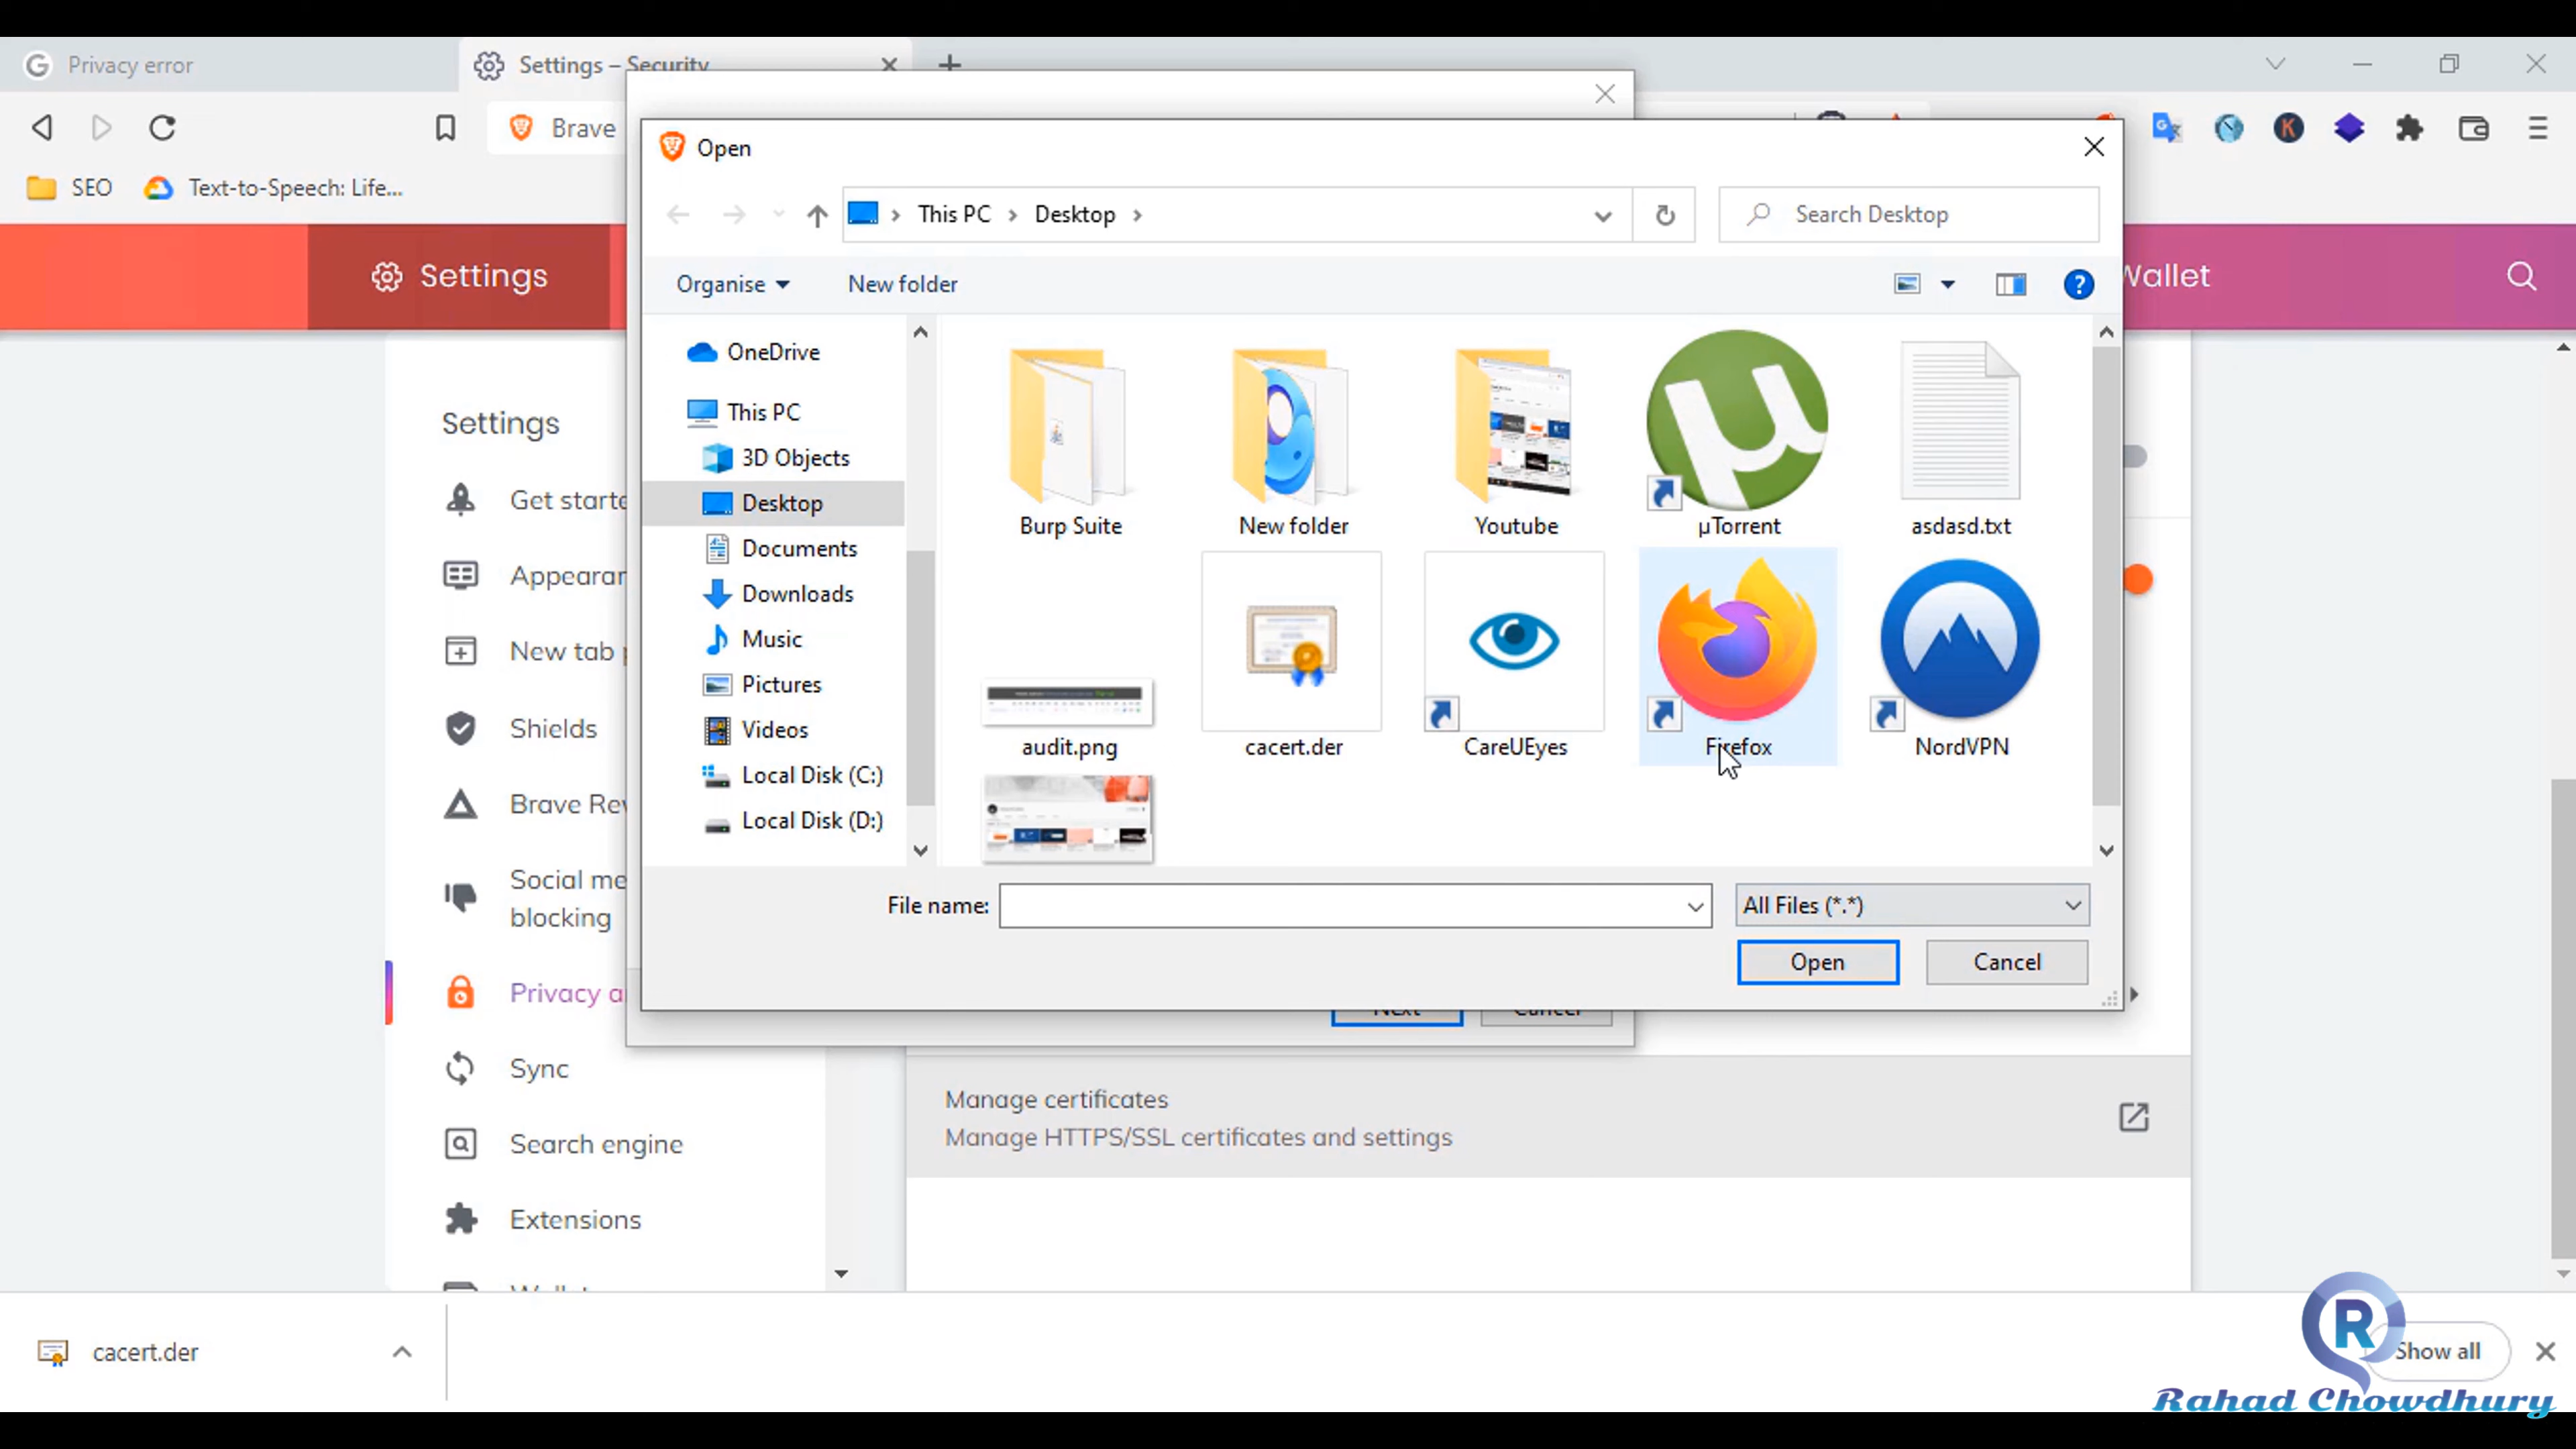 Privacy error
Settings – Security
Brave
SEO
Text-to-Speech: Life...
Settings
Wallet
Open
This PC
Desktop
Search Desktop
Organise
New folder
OneDrive
This PC
3D Objects
Desktop
Documents
Downloads
Music
Pictures
Videos
Local Disk (C:)
Local Disk (D:)
Burp Suite
New folder
Youtube
µTorrent
asdasd.txt
audit.png
cacert.der
CareUEyes
Firefox
NordVPN
File name:
All Files (*.*)
Open
Cancel
Next
Cancel
Settings
Get starte
Appearan
New tab p
Shields
Brave Rew
Social me
blocking
Privacy a
Sync
Search engine
Extensions
Manage certificates
Manage HTTPS/SSL certificates and settings
cacert.der
Show all
R
Rahad Chowdhury